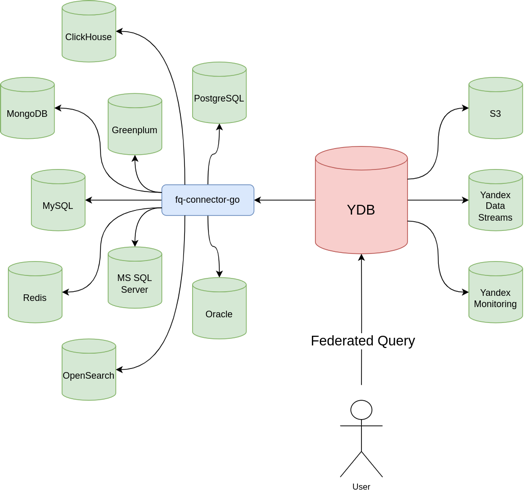 ClickHouse
PostgreSQL
MongoDB
Greenplum
S3
fq-connector-go
MySQL
YDB
Yandex
Data
Streams
Redis
MS SQL
Server
Oracle
Yandex
Monitoring
Federated Query
OpenSearch
User